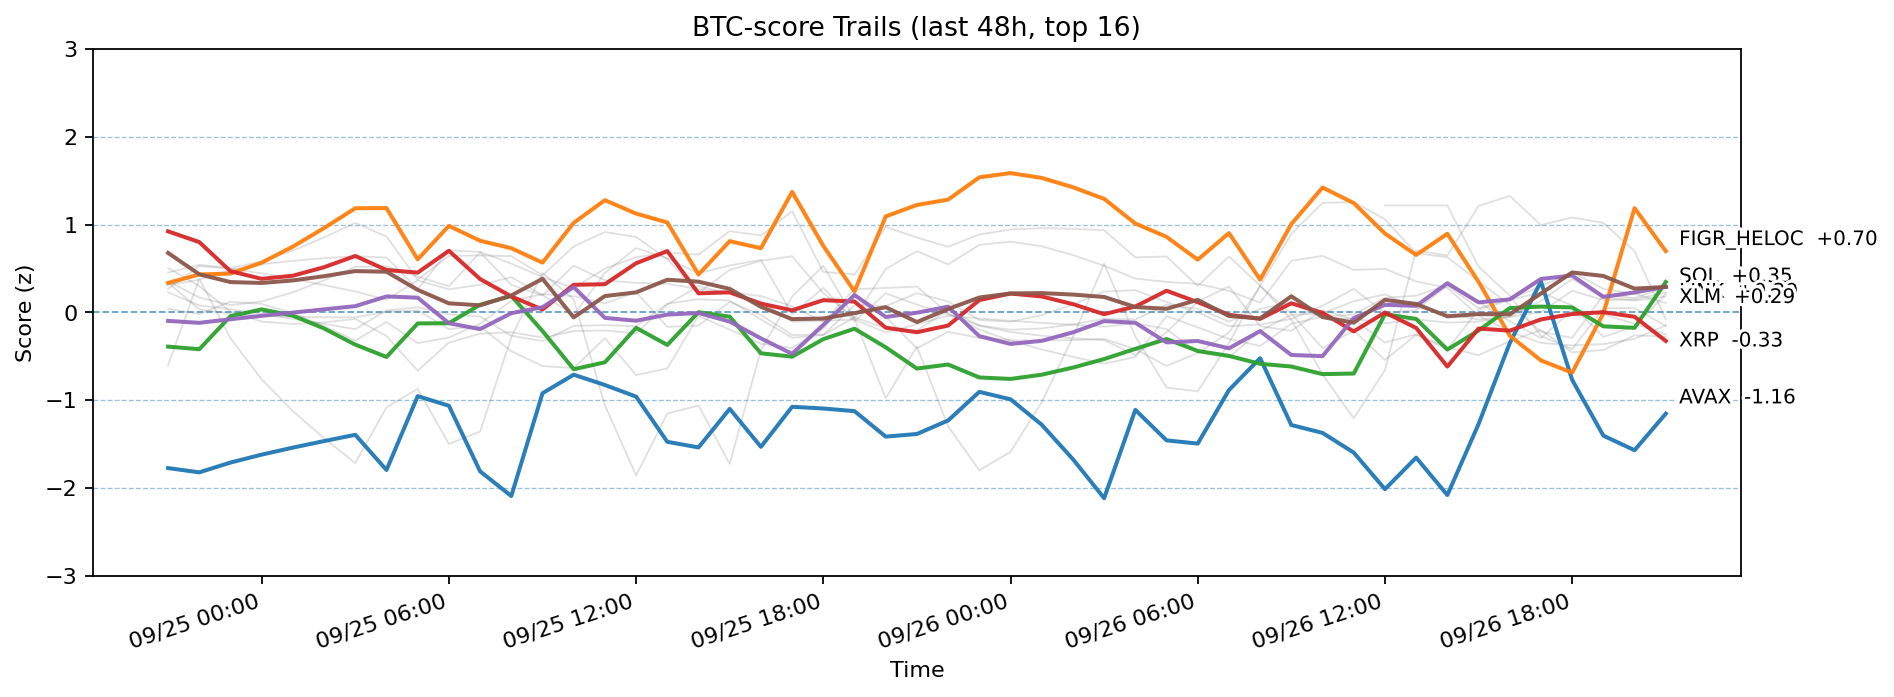 BTC-score Trails (last 48h, top 16)
3
2
1
0
−1
−2
−3
Score (z)
FIGR_HELOC +0.70
SOL +0.35
XLM +0.29
XRP -0.33
AVAX -1.16
09/25 00:00
09/25 06:00
09/25 12:00
09/25 18:00
09/26 00:00
09/26 06:00
09/26 12:00
09/26 18:00
Time